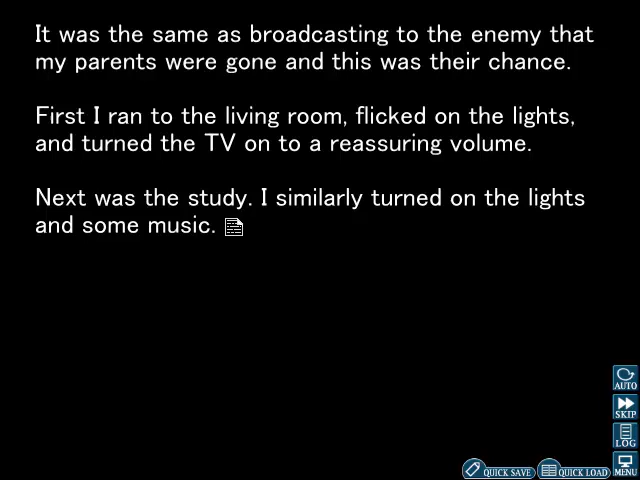 It was the same as broadcasting to the enemy that
my parents were gone and this was their chance.
First I ran to the living room, flicked on the lights,
and turned the TV on to a reassuring volume.
Next was the study. I similarly turned on the lights
and some music.
AUTO
SKIP
LOG
MENU
QUICK SAVE
QUICK LOAD